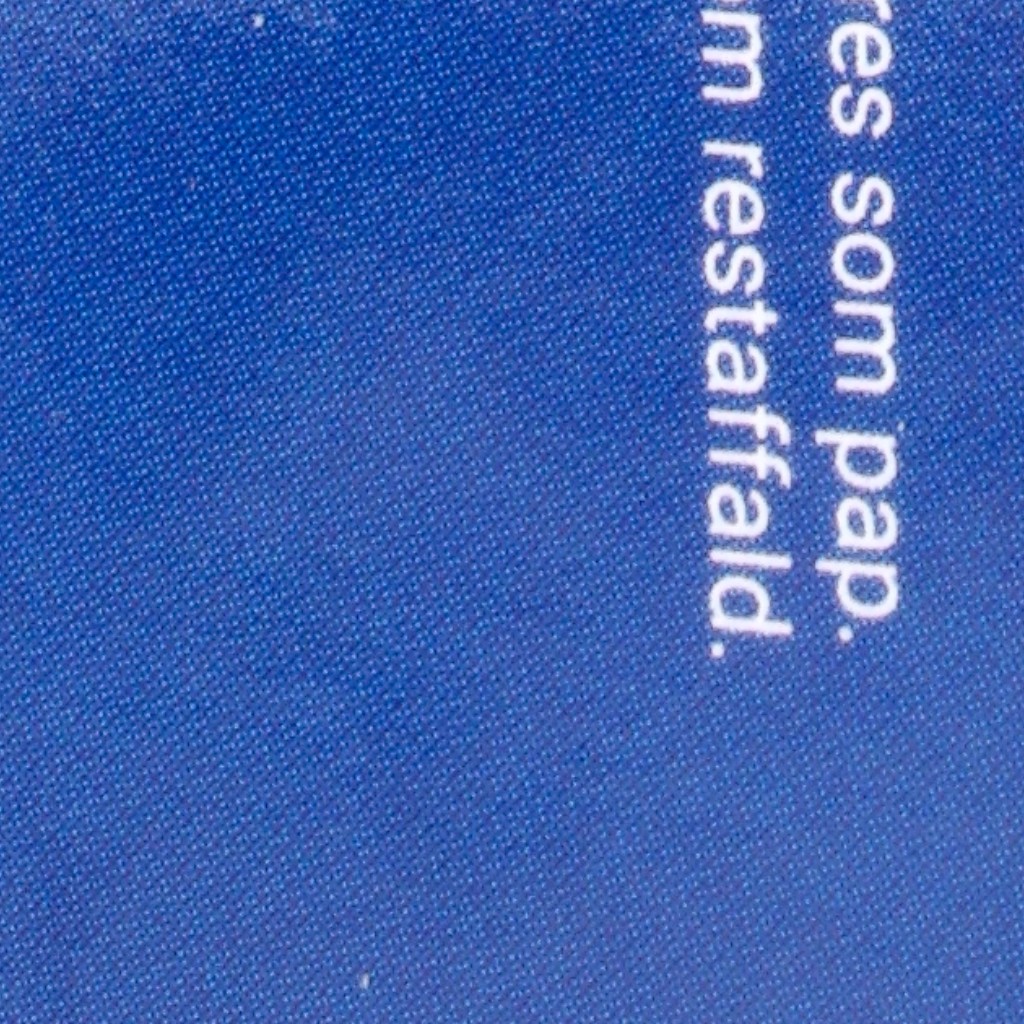 res som pap.
m restaffald.